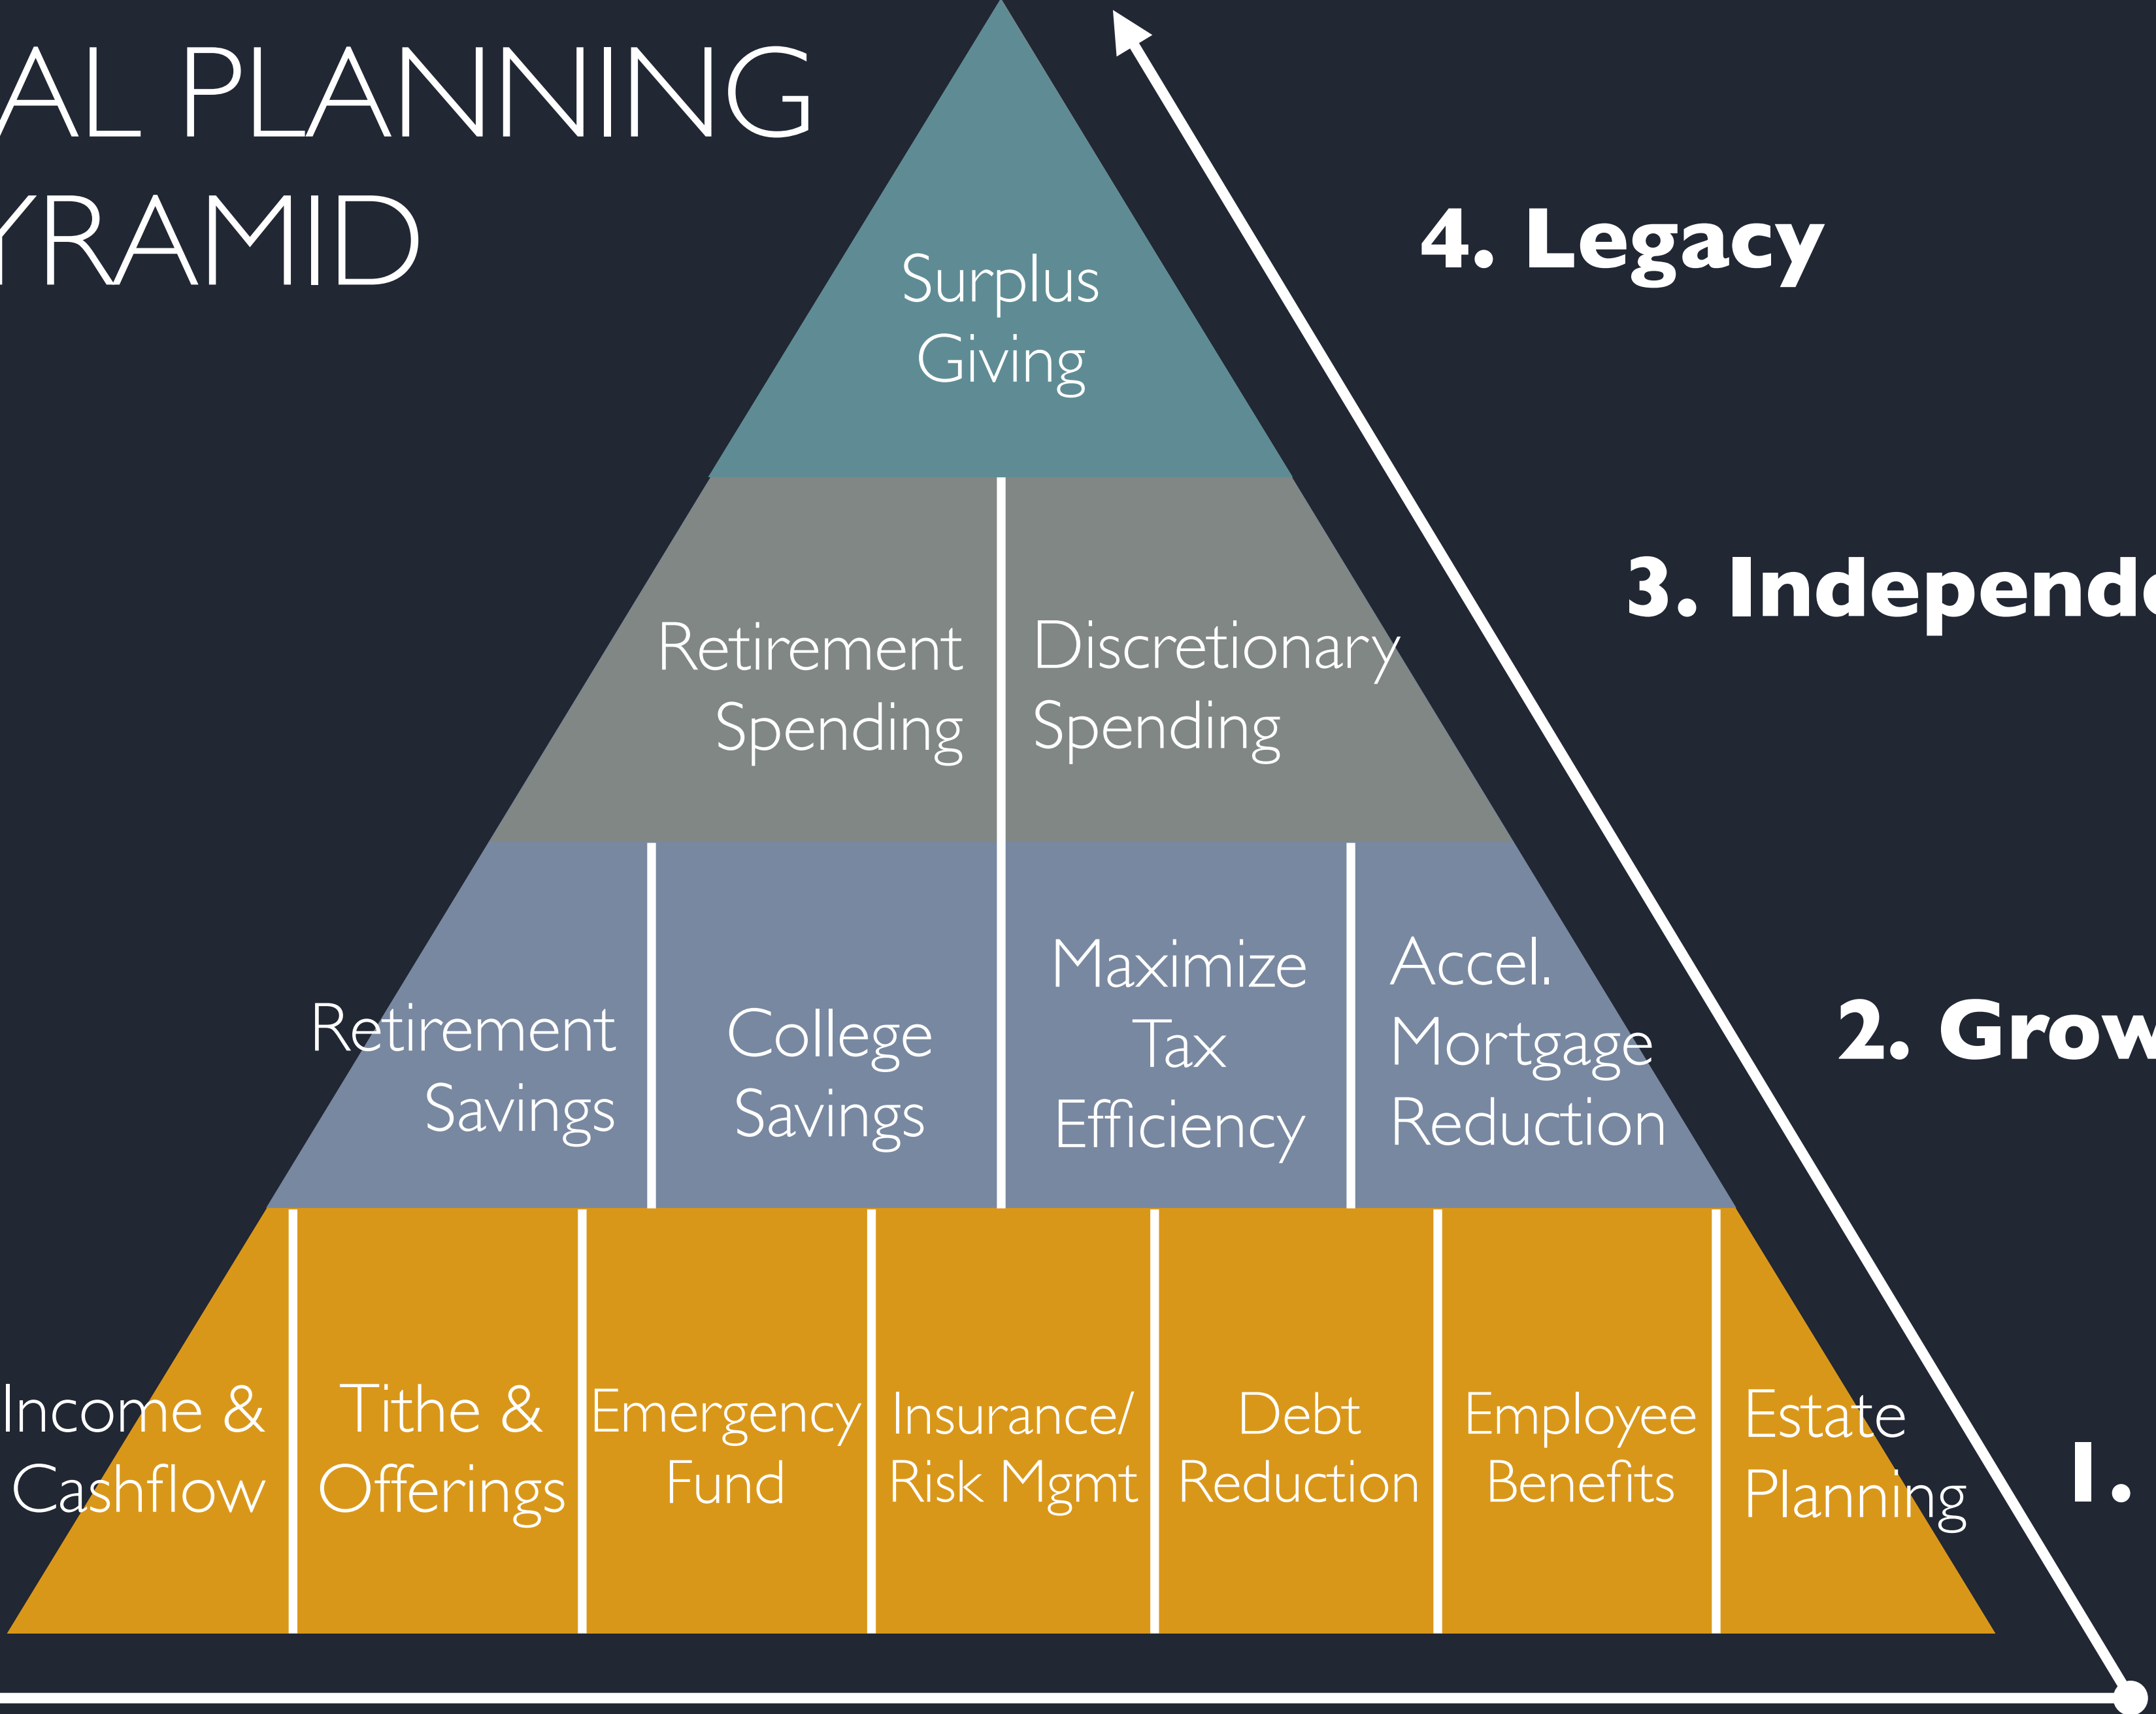 AL PLANNING
YRAMID
4. Legacy
Surplus
Giving
3. Independe
Retirement
Spending
Discretionary
Spending
2. Grow
Retirement
Savings
College
Savings
Maximize
Tax
Efficiency
Accel.
Mortgage
Reduction
1.
Income &
Cashflow
Tithe &
Offerings
Emergency
Fund
Insurance/
Risk Mgmt
Debt
Reduction
Employee
Benefits
Estate
Planning